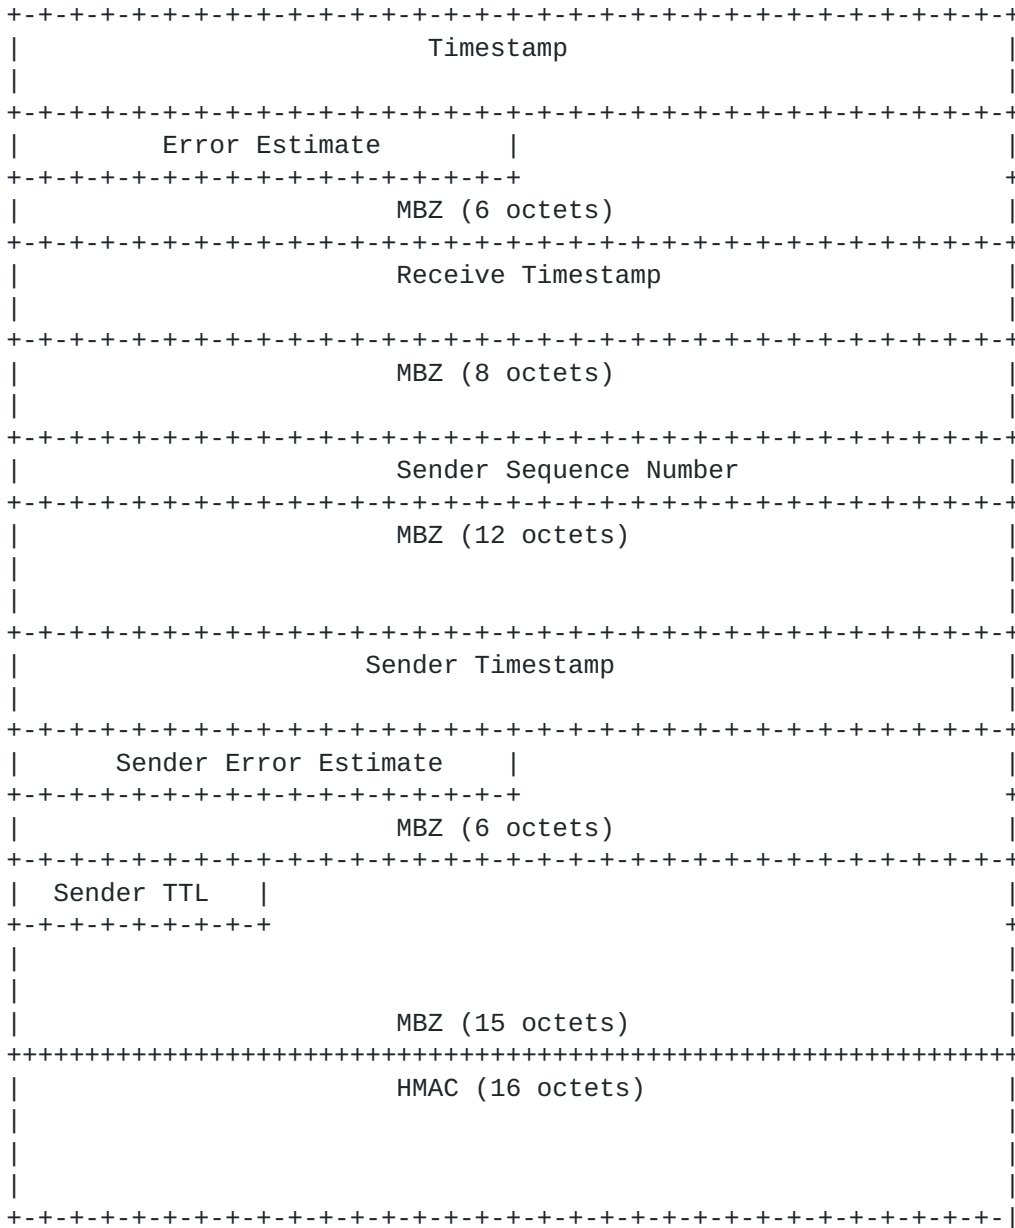 Timestamp
Error Estimate
MBZ (6 octets)
Receive Timestamp
MBZ (8 octets)
Sender Sequence Number
MBZ (12 octets)
Sender Timestamp
Sender Error Estimate
MBZ (6 octets)
Sender TTL
MBZ (15 octets)
HMAC (16 octets)